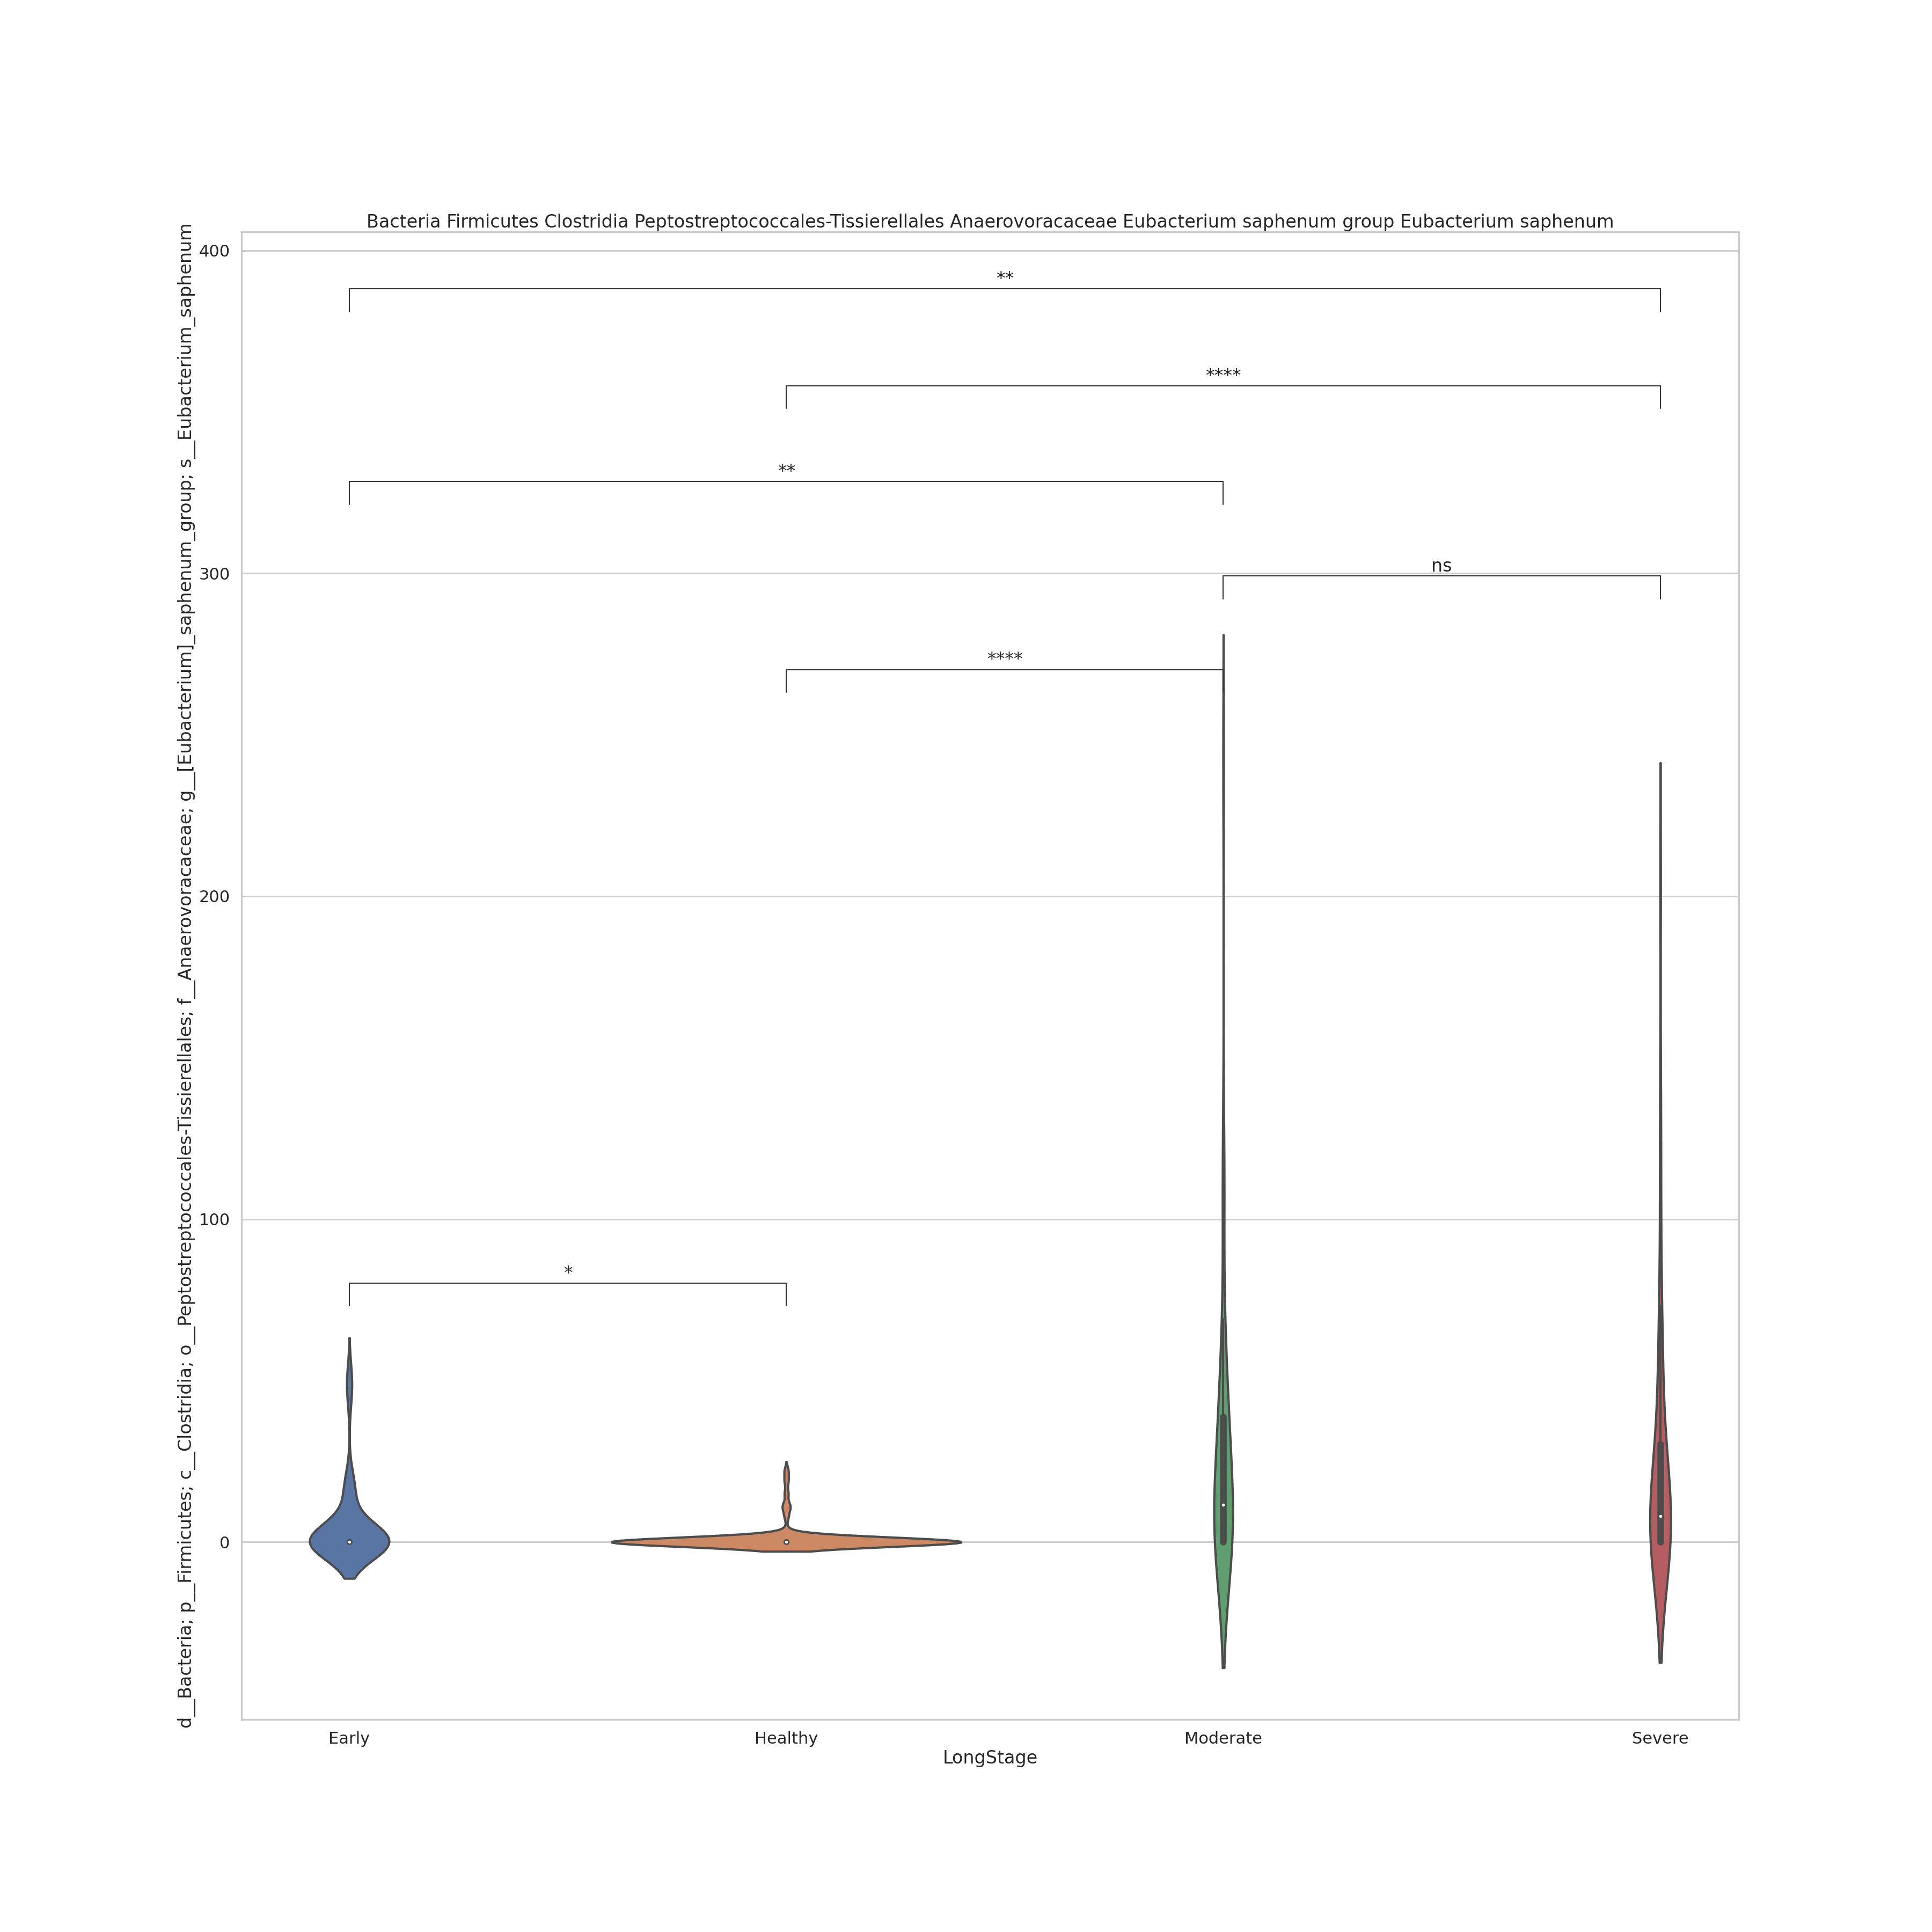 Bacteria Firmicutes Clostridia Peptostreptococcales-Tissierellales Anaerovoracaceae Eubacterium saphenum group Eubacterium saphenum
d__Bacteria; p__Firmicutes; c__Clostridia; o__Peptostreptococcales-Tissierellales; f__Anaerovoracaceae; g__[Eubacterium]_saphenum_group; s__Eubacterium_saphenum
400
**
****
**
300
ns
****
200
100
*
0
Early Healthy Moderate Severe
LongStage